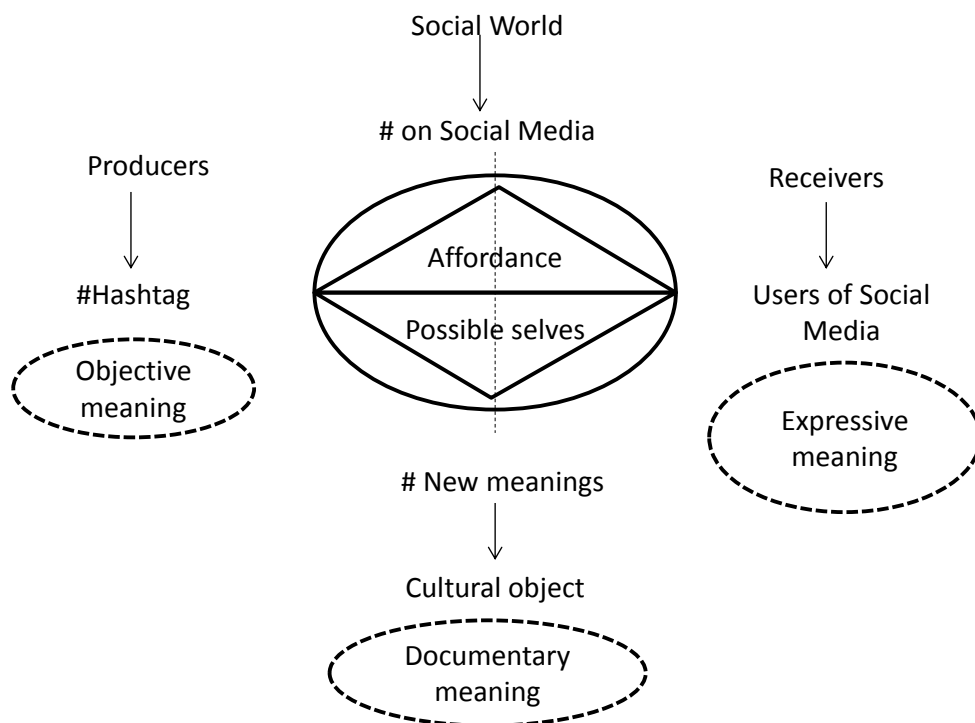 Social World
# on Social Media
Producers
#Hashtag
Objective
meaning
Affordance
Possible selves
Receivers
Users of Social
Media
Expressive
meaning
# New meanings
Cultural object
Documentary
meaning